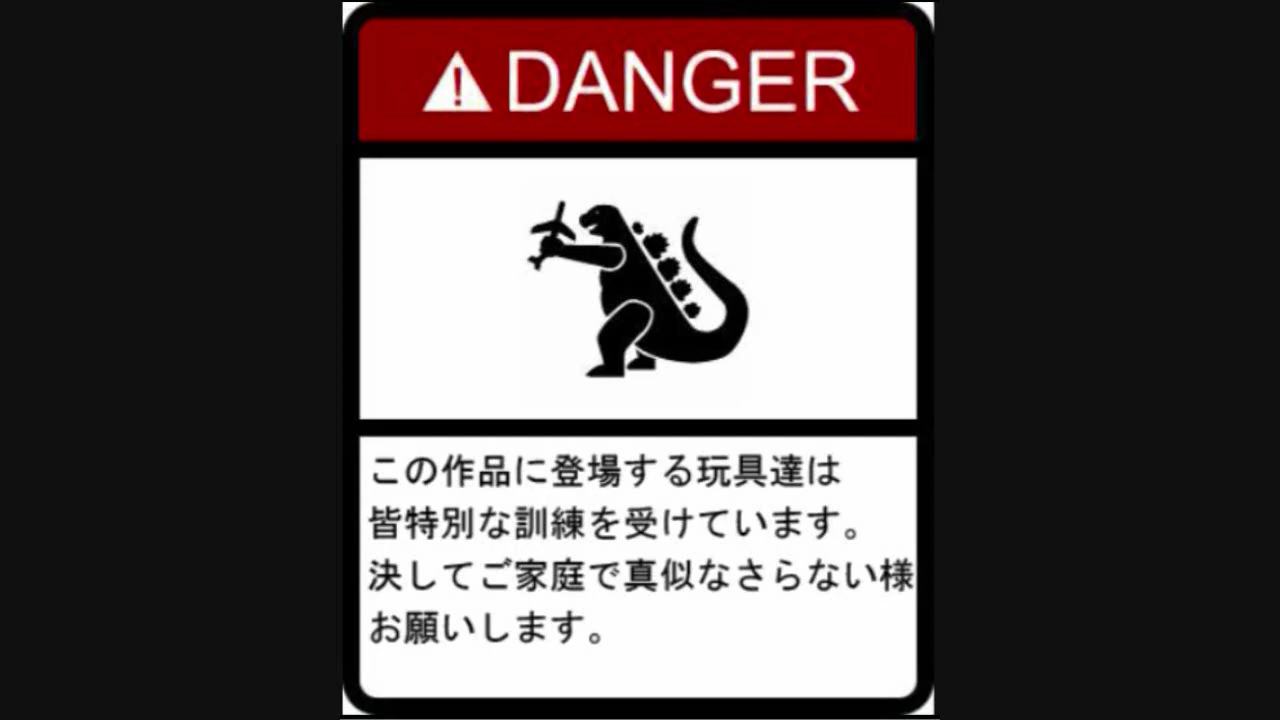 DANGER
この作品に登場する玩具達は
皆特別な訓練を受けています。
決してご家庭で真似なさらない様
お願いします。